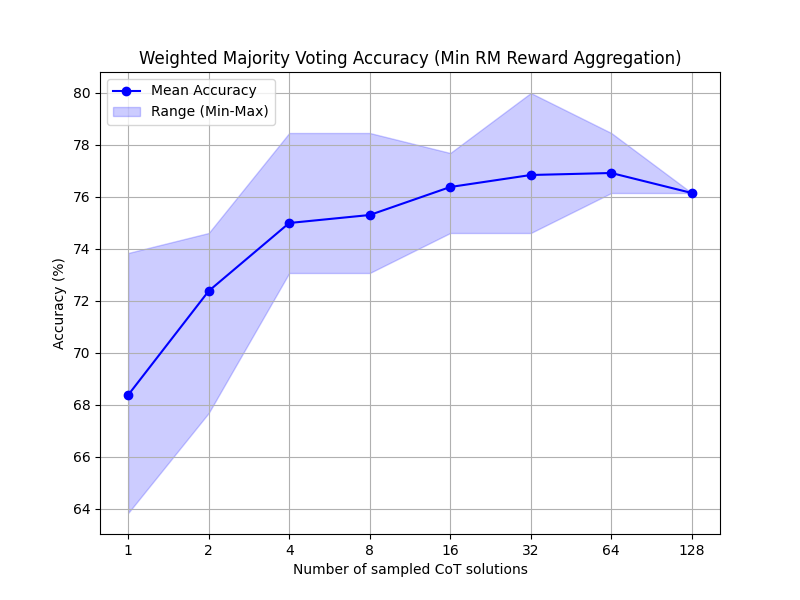 Weighted Majority Voting Accuracy (Min RM Reward Aggregation)
Mean Accuracy
Range (Min-Max)
Accuracy (%)
80
78
76
74
72
70
68
66
64
1 2 4 8 16 32 64 128
Number of sampled CoT solutions